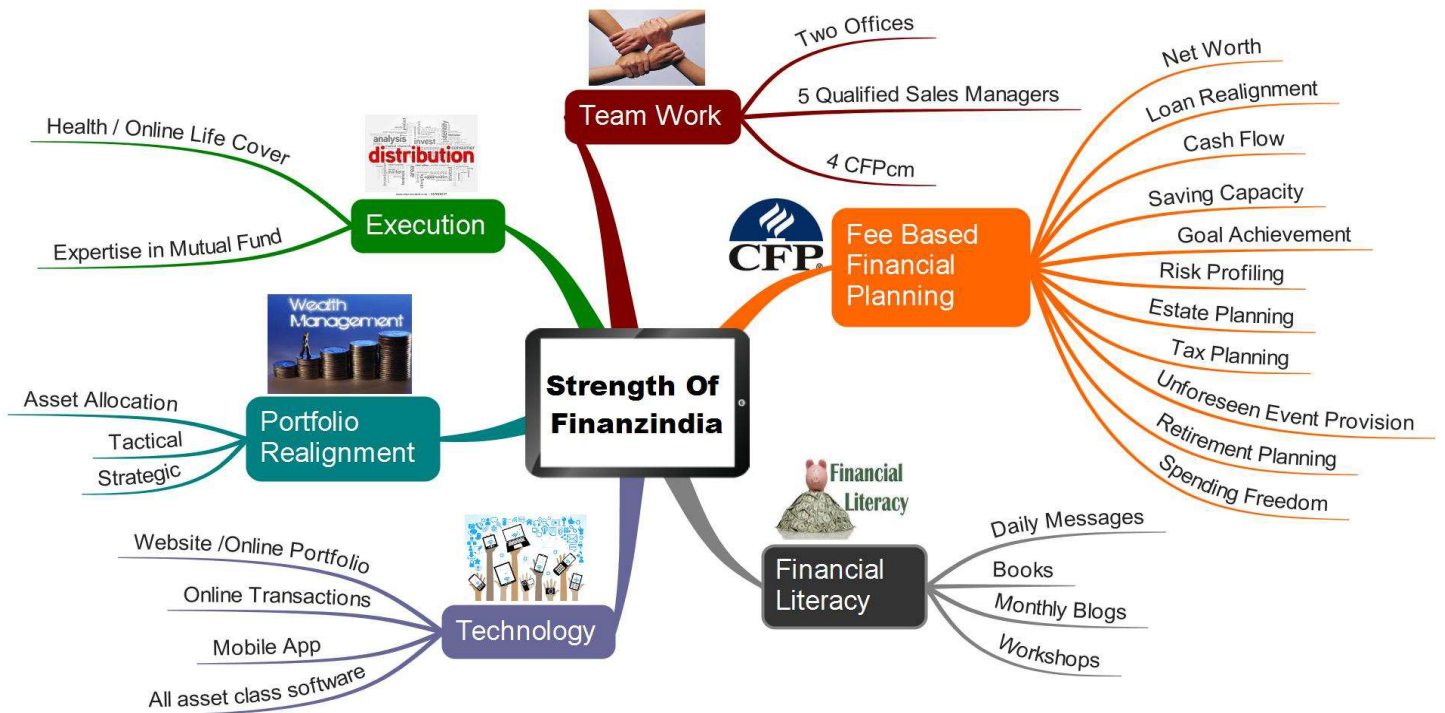 Strength Of
Finanzindia
Team Work
Two Offices
5 Qualified Sales Managers
4 CFPcm
CFP
Fee Based
Financial
Planning
Net Worth
Loan Realignment
Cash Flow
Saving Capacity
Goal Achievement
Risk Profiling
Estate Planning
Tax Planning
Unforeseen Event Provision
Retirement Planning
Spending Freedom
Financial
Literacy
Financial
Literacy
Daily Messages
Books
Monthly Blogs
Workshops
Technology
Website /Online Portfolio
Online Transactions
Mobile App
All asset class software
Wealth
Management
Portfolio
Realignment
Asset Allocation
Tactical
Strategic
analysis
invest
identify
consumer
distribution
Execution
Health / Online Life Cover
Expertise in Mutual Fund